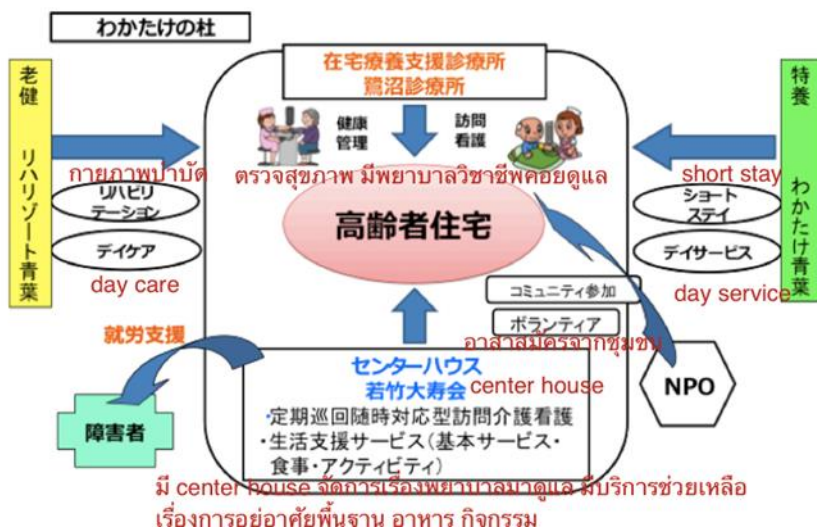 わかたけの杜
在宅療養支援診療所
鷺沼診療所
老健 リハリゾート青葉
健康
管理
訪問
看護
特養 わかたけ青葉
กายภาพบำบัด
ตรวจสุขภาพ มีพยาบาลวิชาชีพคอยดูแล
short stay
リハビリ
テーション
高齢者住宅
ショート
ステイ
デイケア
デイサービス
day care
コミュニティ参加
day service
ボランティア
อาสาสมัครจากชุมชน
就労支援
センターハウス
若竹大寿会
center house
NPO
障害者
・定期巡回随時対応型訪問介護看護
・生活支援サービス(基本サービス・
食事・アクティビティ)
มี center house จัดการเรื่องพยาบาลมาดูแล มีบริการช่วยเหลือ
เรื่องการอยู่อาศัยพื้นฐาน อาหาร กิจกรรม